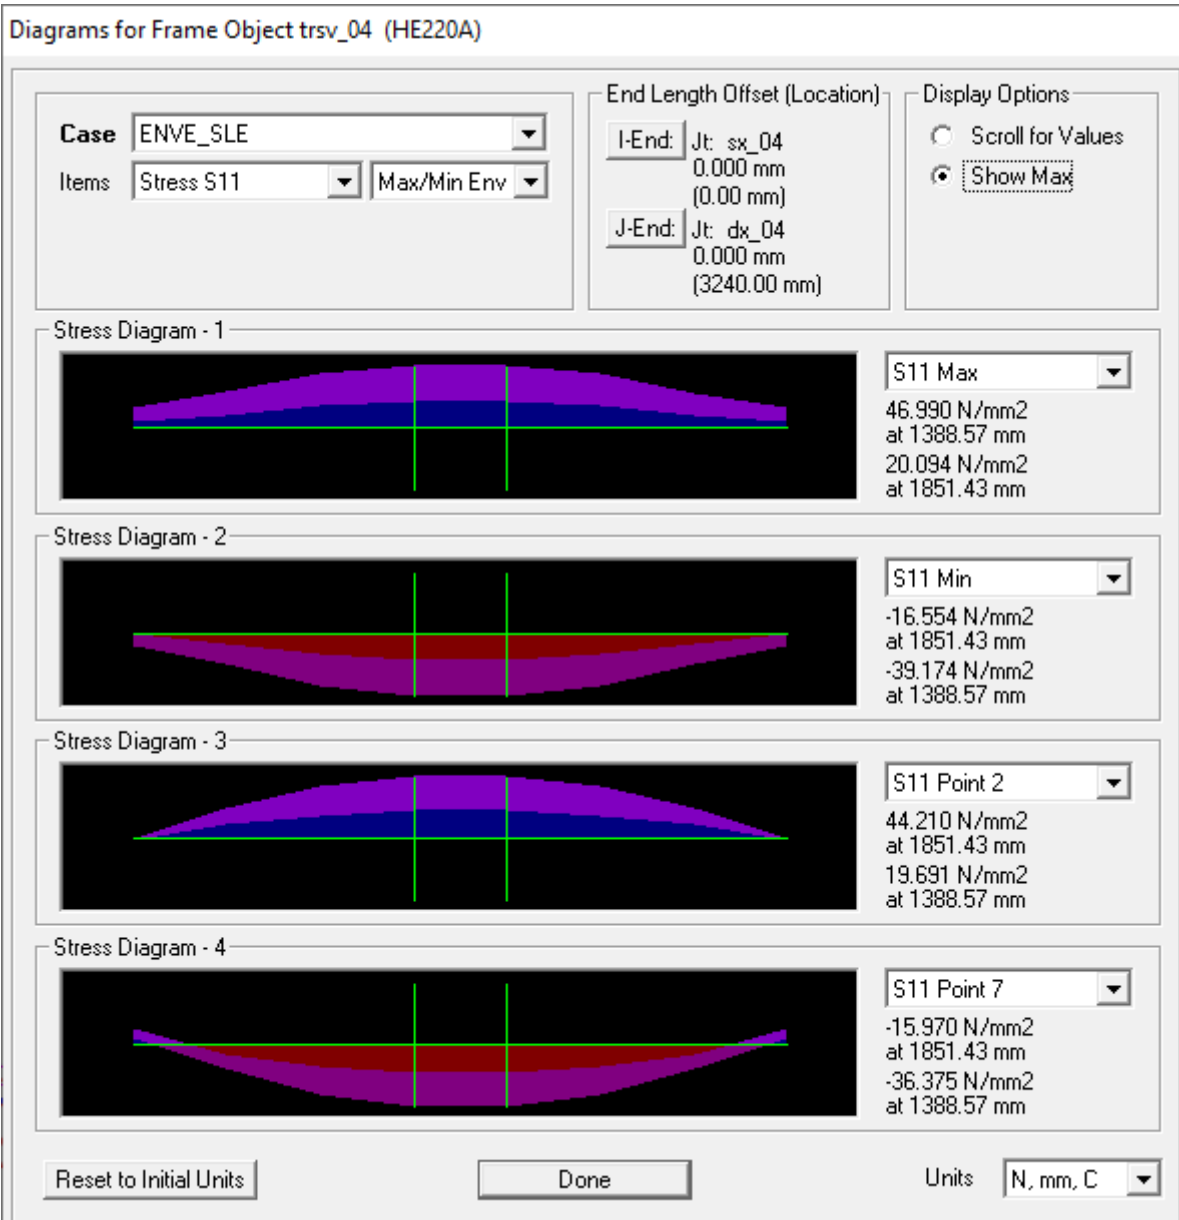 Diagrams for Frame Object trsv_04 (HE220A)
Case ENVE_SLE
Items Stress S11 Max/Min Env
End Length Offset (Location)
I-End: Jt: sx_04
0.000 mm
(0.00 mm)
J-End: Jt: dx_04
0.000 mm
(3240.00 mm)
Display Options
Scroll for Values
Show Max
Stress Diagram - 1
S11 Max
46.990 N/mm2
at 1388.57 mm
20.094 N/mm2
at 1851.43 mm
Stress Diagram - 2
S11 Min
-16.554 N/mm2
at 1851.43 mm
-39.174 N/mm2
at 1388.57 mm
Stress Diagram - 3
S11 Point 2
44.210 N/mm2
at 1851.43 mm
19.691 N/mm2
at 1388.57 mm
Stress Diagram - 4
S11 Point 7
-15.970 N/mm2
at 1851.43 mm
-36.375 N/mm2
at 1388.57 mm
Reset to Initial Units
Done
Units N, mm, C